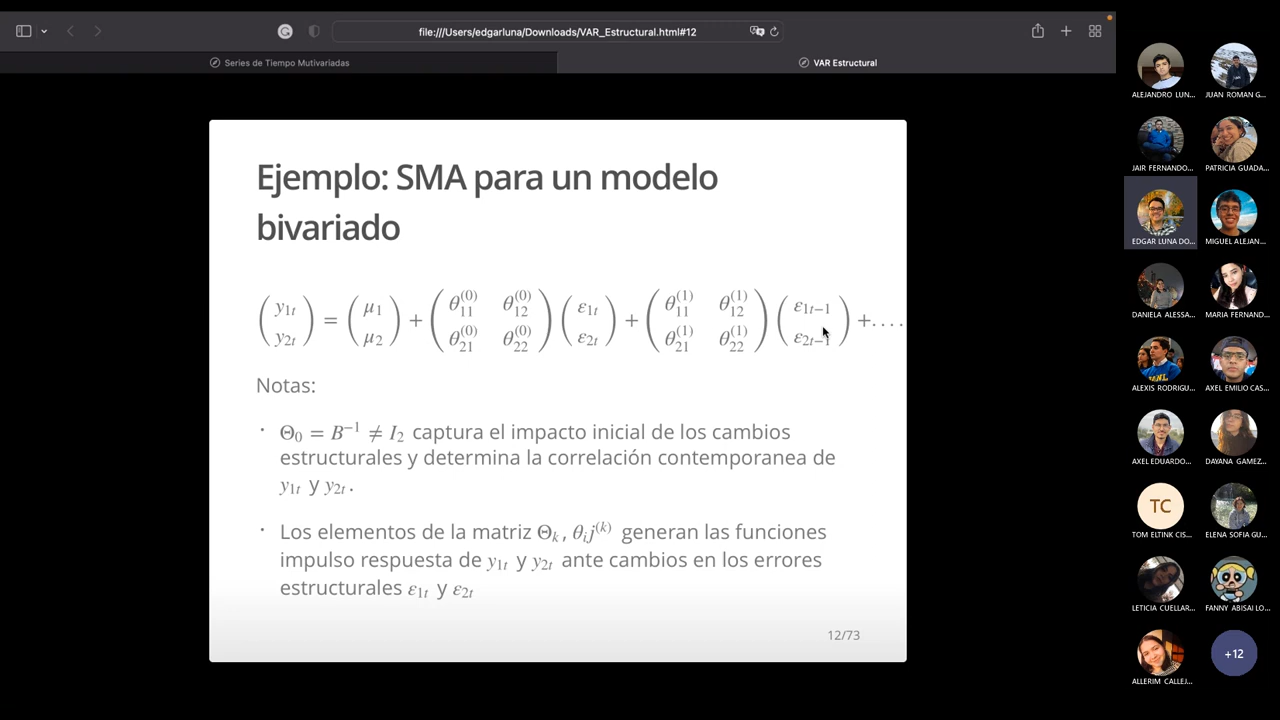 file:///Users/edgarluna/Downloads/VAR_Estructural.html#12
Series de Tiempo Mutivariadas
VAR Estructural
Ejemplo: SMA para un modelo
bivariado
(y₁ₜ y₂ₜ) = (μ₁ μ₂) + (θ₁₁⁽⁰⁾ θ₁₂⁽⁰⁾ θ₂₁⁽⁰⁾ θ₂₂⁽⁰⁾) (ε₁ₜ ε₂ₜ) + (θ₁₁⁽¹⁾ θ₁₂⁽¹⁾ θ₂₁⁽¹⁾ θ₂₂⁽¹⁾) (ε₁ₜ₋₁ ε₂ₜ₋₁) +....
Notas:
· Θ₀ = B⁻¹ ≠ I₂ captura el impacto inicial de los cambios
estructurales y determina la correlación contemporanea de
y₁ₜ y y₂ₜ.
· Los elementos de la matriz Θₖ, θᵢj⁽ᵏ⁾ generan las funciones
impulso respuesta de y₁ₜ y y₂ₜ ante cambios en los errores
estructurales ε₁ₜ y ε₂ₜ
12/73
ALEJANDRO LUN...
JUAN ROMAN G...
JAIR FERNANDO...
PATRICIA GUADA...
EDGAR LUNA DO...
MIGUEL ALEJAN...
DANIELA ALESSA...
MARIA FERNAND...
ALEXIS RODRIGU...
AXEL EMILIO CAS...
AXEL EDUARDO...
DAYANA GAMEZ...
TC
TOM ELTINK CIS...
ELENA SOFIA GU...
LETICIA CUELLAR...
FANNY ABISAI LO...
ALLERIM CALLEJ...
+12